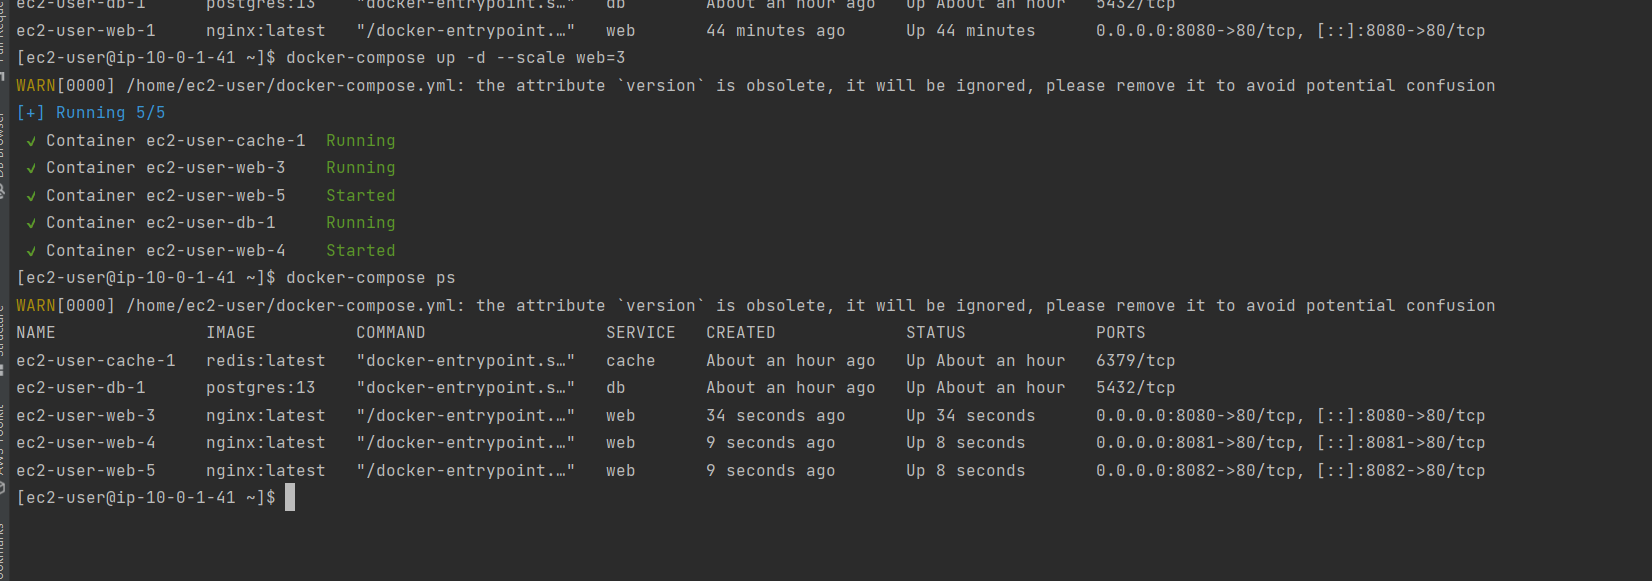 ec2-user-db-1      postgres:13    "docker-entrypoint.s…"   db        About an hour ago   Up About an hour   5432/tcp
ec2-user-web-1     nginx:latest   "/docker-entrypoint.…"   web       44 minutes ago      Up 44 minutes      0.0.0.0:8080->80/tcp, [::]:8080->80/tcp
[ec2-user@ip-10-0-1-41 ~]$ docker-compose up -d --scale web=3
WARN[0000] /home/ec2-user/docker-compose.yml: the attribute `version` is obsolete, it will be ignored, please remove it to avoid potential confusion
[+] Running 5/5
 ✔ Container ec2-user-cache-1  Running
 ✔ Container ec2-user-web-3    Running
 ✔ Container ec2-user-web-5    Started
 ✔ Container ec2-user-db-1     Running
 ✔ Container ec2-user-web-4    Started
[ec2-user@ip-10-0-1-41 ~]$ docker-compose ps
WARN[0000] /home/ec2-user/docker-compose.yml: the attribute `version` is obsolete, it will be ignored, please remove it to avoid potential confusion
NAME               IMAGE          COMMAND                  SERVICE   CREATED             STATUS             PORTS
ec2-user-cache-1   redis:latest   "docker-entrypoint.s…"   cache     About an hour ago   Up About an hour   6379/tcp
ec2-user-db-1      postgres:13    "docker-entrypoint.s…"   db        About an hour ago   Up About an hour   5432/tcp
ec2-user-web-3     nginx:latest   "/docker-entrypoint.…"   web       34 seconds ago      Up 34 seconds      0.0.0.0:8080->80/tcp, [::]:8080->80/tcp
ec2-user-web-4     nginx:latest   "/docker-entrypoint.…"   web       9 seconds ago       Up 8 seconds       0.0.0.0:8081->80/tcp, [::]:8081->80/tcp
ec2-user-web-5     nginx:latest   "/docker-entrypoint.…"   web       9 seconds ago       Up 8 seconds       0.0.0.0:8082->80/tcp, [::]:8082->80/tcp
[ec2-user@ip-10-0-1-41 ~]$